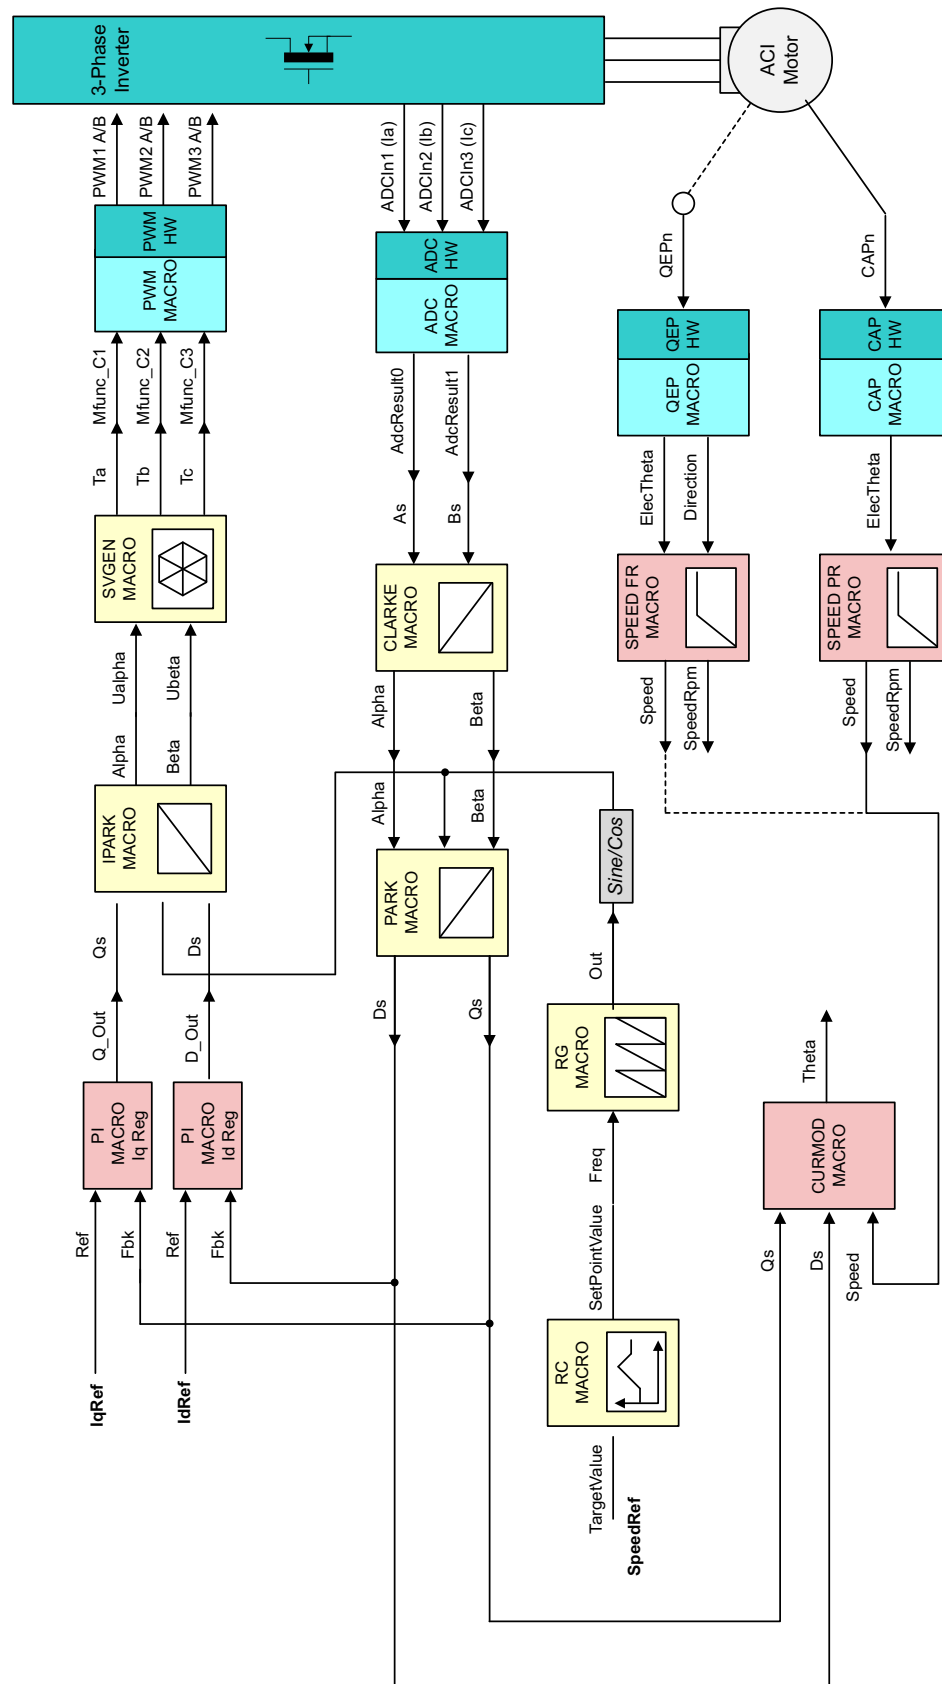 IqRef
Ref
Fbk
PI
MACRO
Iq Reg
Q_Out
Qs
IdRef
Ref
Fbk
PI
MACRO
Id Reg
D_Out
Ds
IPARK
MACRO
Alpha
Beta
Ualpha
Ubeta
SVGEN
MACRO
Ta
Tb
Tc
Mfunc_C1
Mfunc_C2
Mfunc_C3
PWM
MACRO
PWM
HW
PWM1 A/B
PWM2 A/B
PWM3 A/B
3-Phase
Inverter
Ds
Qs
PARK
MACRO
Alpha
Beta
Alpha
Beta
CLARKE
MACRO
As
Bs
AdcResult0
AdcResult1
ADC
MACRO
ADC
HW
ADCIn1 (Ia)
ADCIn2 (Ib)
ADCIn3 (Ic)
TargetValue
SpeedRef
RC
MACRO
SetPointValue
Freq
RG
MACRO
Out
Sine/Cos
Speed
SpeedRpm
SPEED FR
MACRO
ElecTheta
Direction
QEP
MACRO
QEP
HW
QEPn
ACI
Motor
Qs
Ds
Speed
CURMOD
MACRO
Theta
Speed
SpeedRpm
SPEED PR
MACRO
ElecTheta
CAP
MACRO
CAP
HW
CAPn